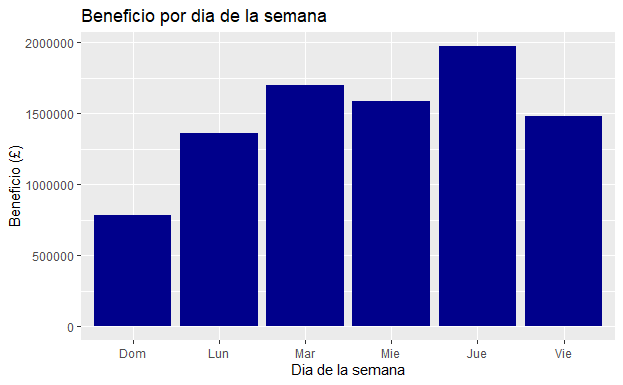 Beneficio por dia de la semana
Beneficio (£)
2000000
1500000
1000000
500000
0
Dom Lun Mar Mie Jue Vie
Dia de la semana